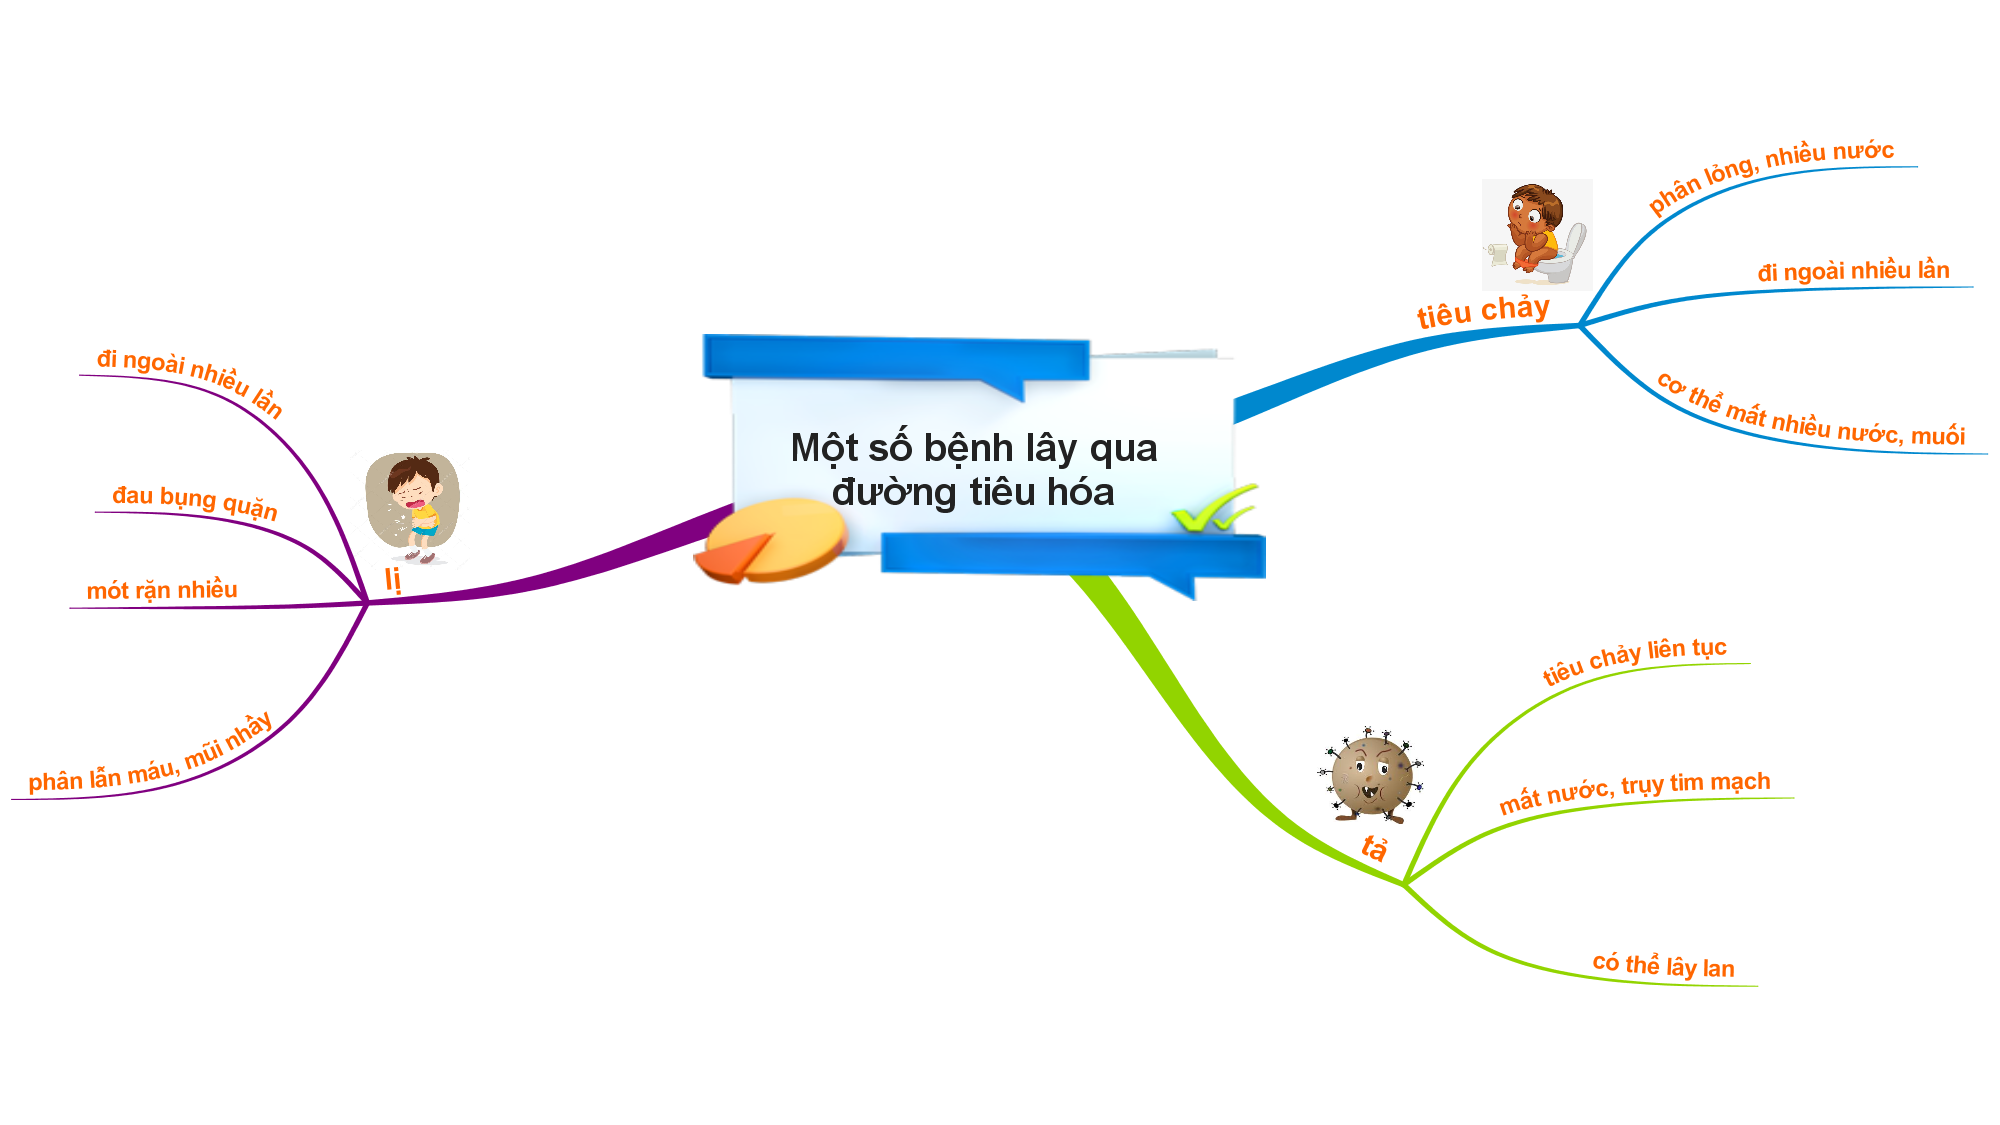 Một số bệnh lây qua
đường tiêu hóa
tiêu chảy
phân lỏng, nhiều nước
đi ngoài nhiều lần
cơ thể mất nhiều nước, muối
tả
tiêu chảy liên tục
mất nước, trụy tim mạch
có thể lây lan
lị
đi ngoài nhiều lần
đau bụng quặn
mót rặn nhiều
phân lẫn máu, mũi nhầy